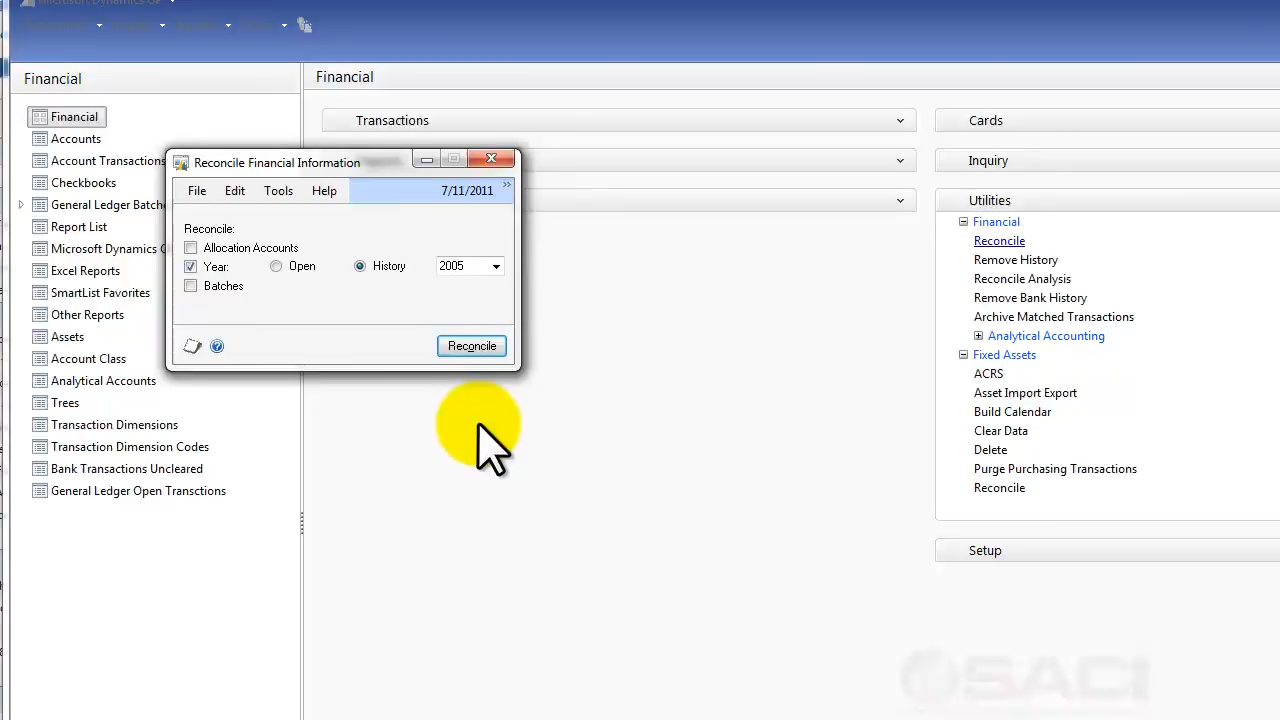 Microsoft Dynamics GP
Financial
Financial
Financial
Accounts
Account Transactions
Checkbooks
General Ledger Batche
Report List
Microsoft Dynamics G
Excel Reports
SmartList Favorites
Other Reports
Assets
Account Class
Analytical Accounts
Trees
Transaction Dimensions
Transaction Dimension Codes
Bank Transactions Uncleared
General Ledger Open Transctions
Transactions
Reconcile Financial Information
File Edit Tools Help 7/11/2011
Reconcile:
Allocation Accounts
Year: Open History 2005
Batches
Reconcile
Cards
Inquiry
Utilities
Financial
Reconcile
Remove History
Reconcile Analysis
Remove Bank History
Archive Matched Transactions
Analytical Accounting
Fixed Assets
ACRS
Asset Import Export
Build Calendar
Clear Data
Delete
Purge Purchasing Transactions
Reconcile
Setup
SACI